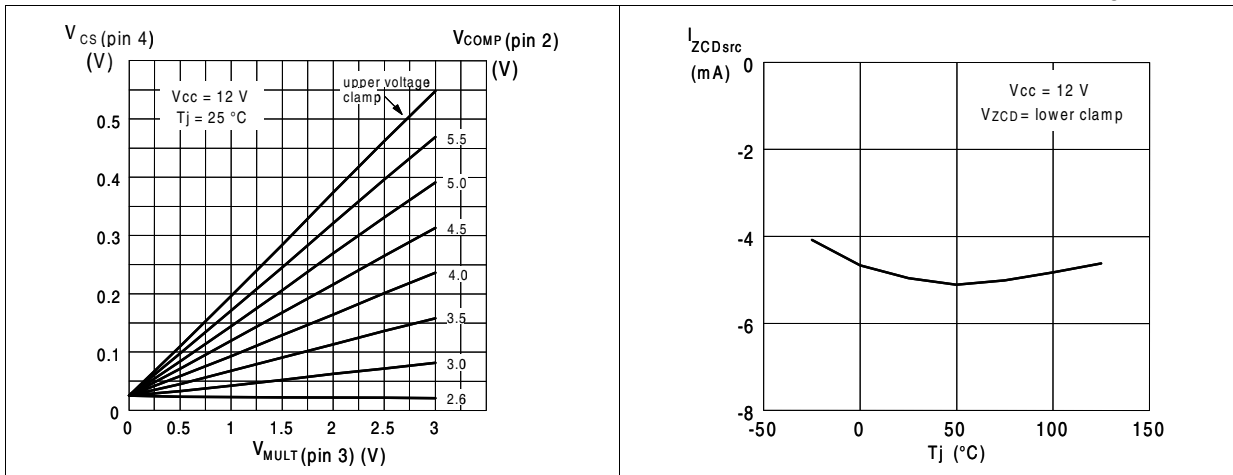 V CS (pin 4)
(V)
VCOMP (pin 2)
(V)
Vcc = 12 V
Tj = 25 °C
upper voltage
clamp
0.5
0.4
0.3
0.2
0.1
0
5.5
5.0
4.5
4.0
3.5
3.0
2.6
0 0.5 1 1.5 2 2.5 3
VMULT (pin 3) (V)
IZCDsrc
(mA)
Vcc = 12 V
VZCD = lower clamp
0
-2
-4
-6
-8
-50 0 50 100 150
Tj (°C)